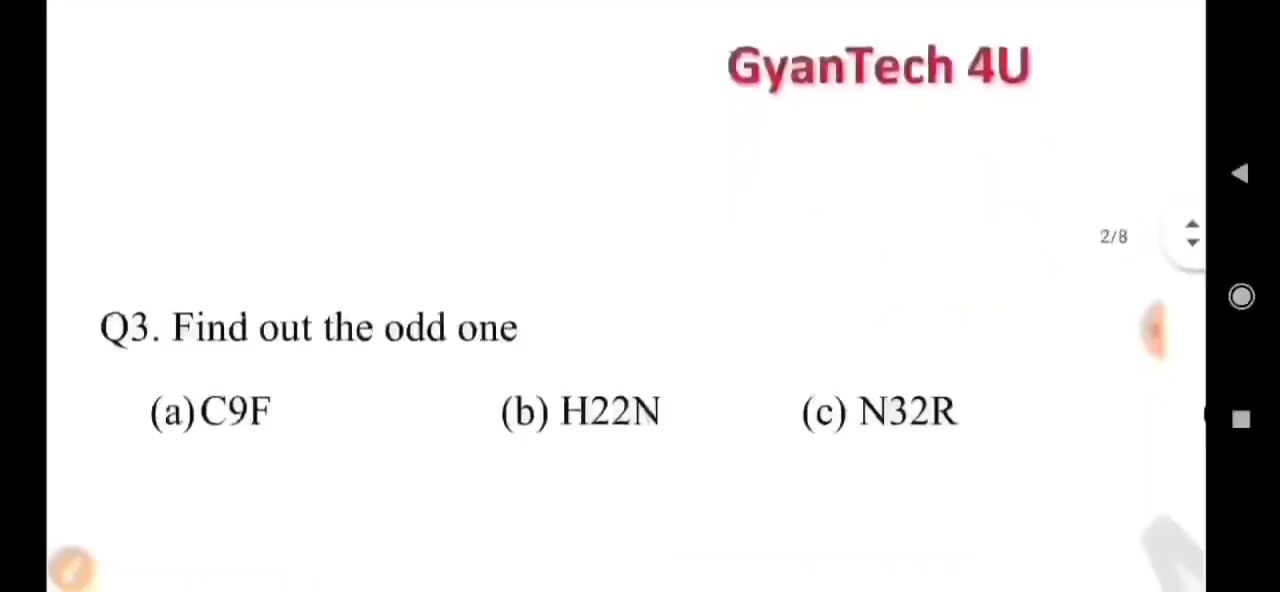 GyanTech 4U
2/8
Q3. Find out the odd one
(a) C9F (b) H22N (c) N32R